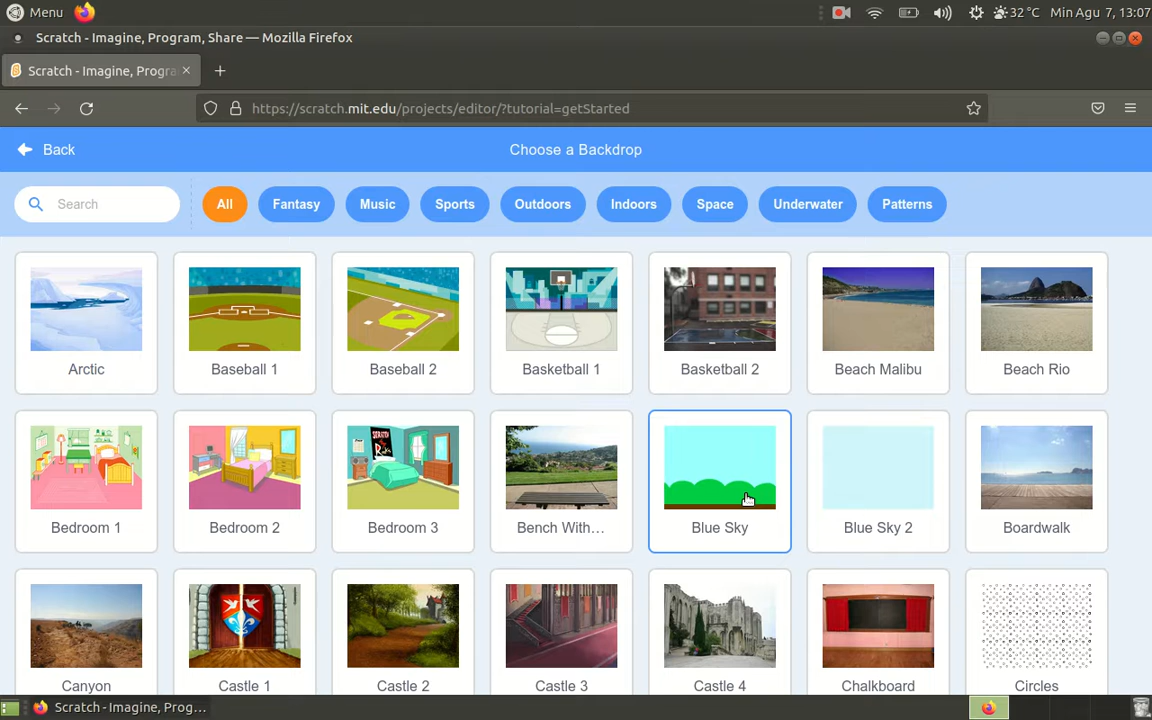 Menu
32 °C Min Agu 7, 13:07
Scratch - Imagine, Program, Share — Mozilla Firefox
Scratch - Imagine, Progra
https://scratch.mit.edu/projects/editor/?tutorial=getStarted
Back
Choose a Backdrop
Search
All
Fantasy
Music
Sports
Outdoors
Indoors
Space
Underwater
Patterns
Arctic
Baseball 1
Baseball 2
Basketball 1
Basketball 2
Beach Malibu
Beach Rio
Bedroom 1
Bedroom 2
Bedroom 3
Bench With...
Blue Sky
Blue Sky 2
Boardwalk
Canyon
Castle 1
Castle 2
Castle 3
Castle 4
Chalkboard
Circles
Scratch - Imagine, Prog...